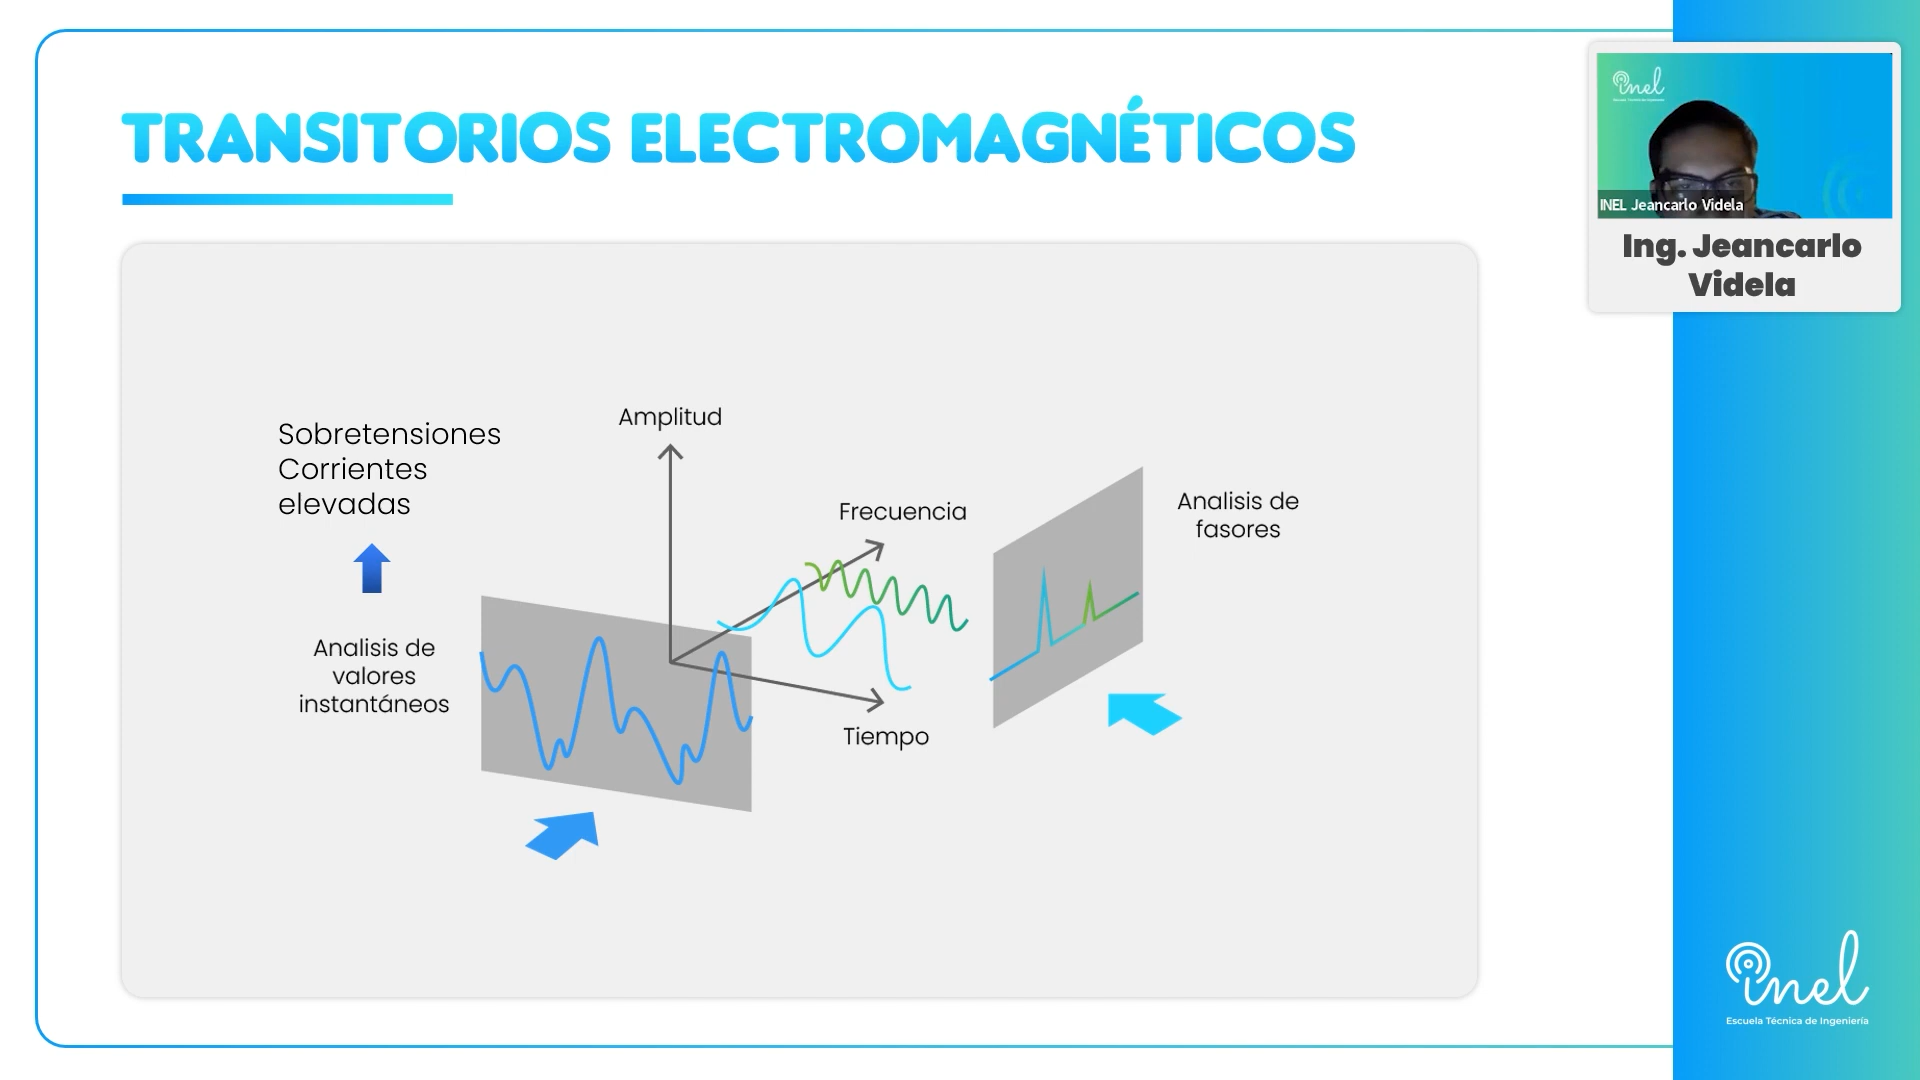 TRANSITORIOS ELECTROMAGNÉTICOS
inel
INEL Jeancarlo Videla
Ing. Jeancarlo
Videla
Sobretensiones
Corrientes
elevadas
Amplitud
Frecuencia
Analisis de
fasores
Analisis de
valores
instantáneos
Tiempo
inel
Escuela Técnica de Ingeniería